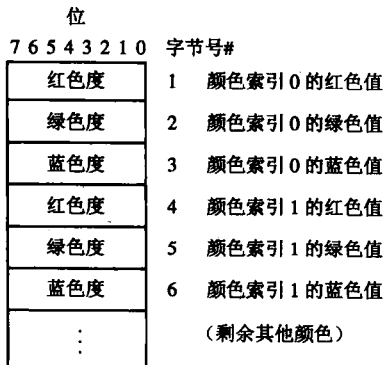 位
7 6 5 4 3 2 1 0 字节号#
红色度 1 颜色索引0的红色值
绿色度 2 颜色索引0的绿色值
蓝色度 3 颜色索引0的蓝色值
红色度 4 颜色索引1的红色值
绿色度 5 颜色索引1的绿色值
蓝色度 6 颜色索引1的蓝色值
⋮ （剩余其他颜色）